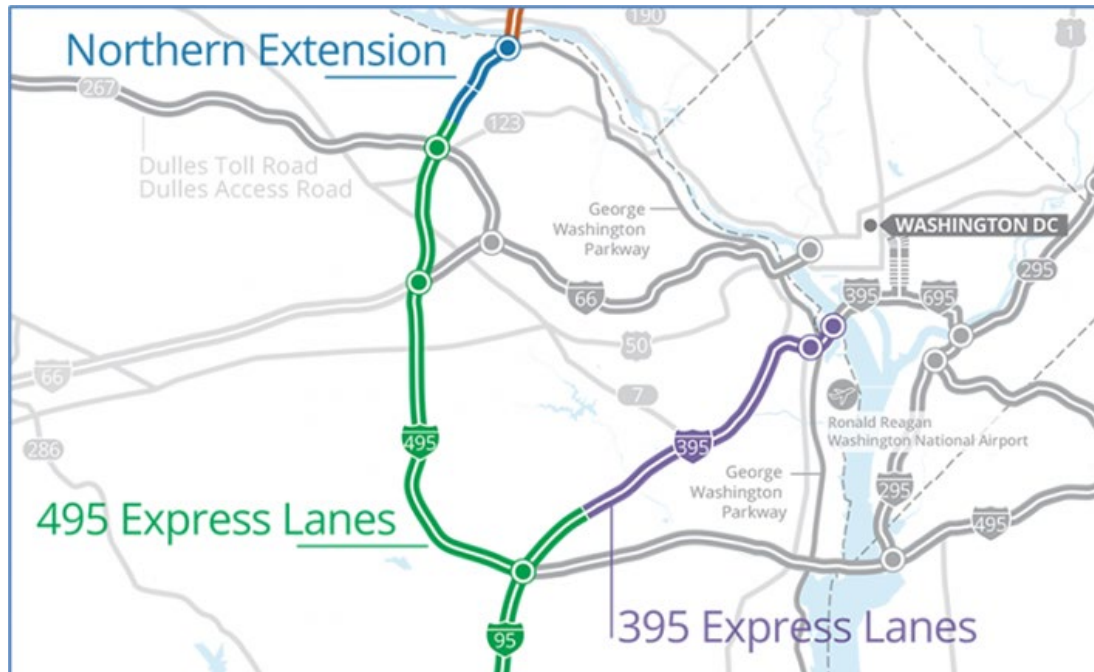 190
1
Northern Extension
267
123
Dulles Toll Road
Dulles Access Road
George
Washington
Parkway
WASHINGTON DC
295
66
395
695
50
66
7
Ronald Reagan
Washington National Airport
495
395
286
George
Washington
Parkway
295
495
495 Express Lanes
395 Express Lanes
95